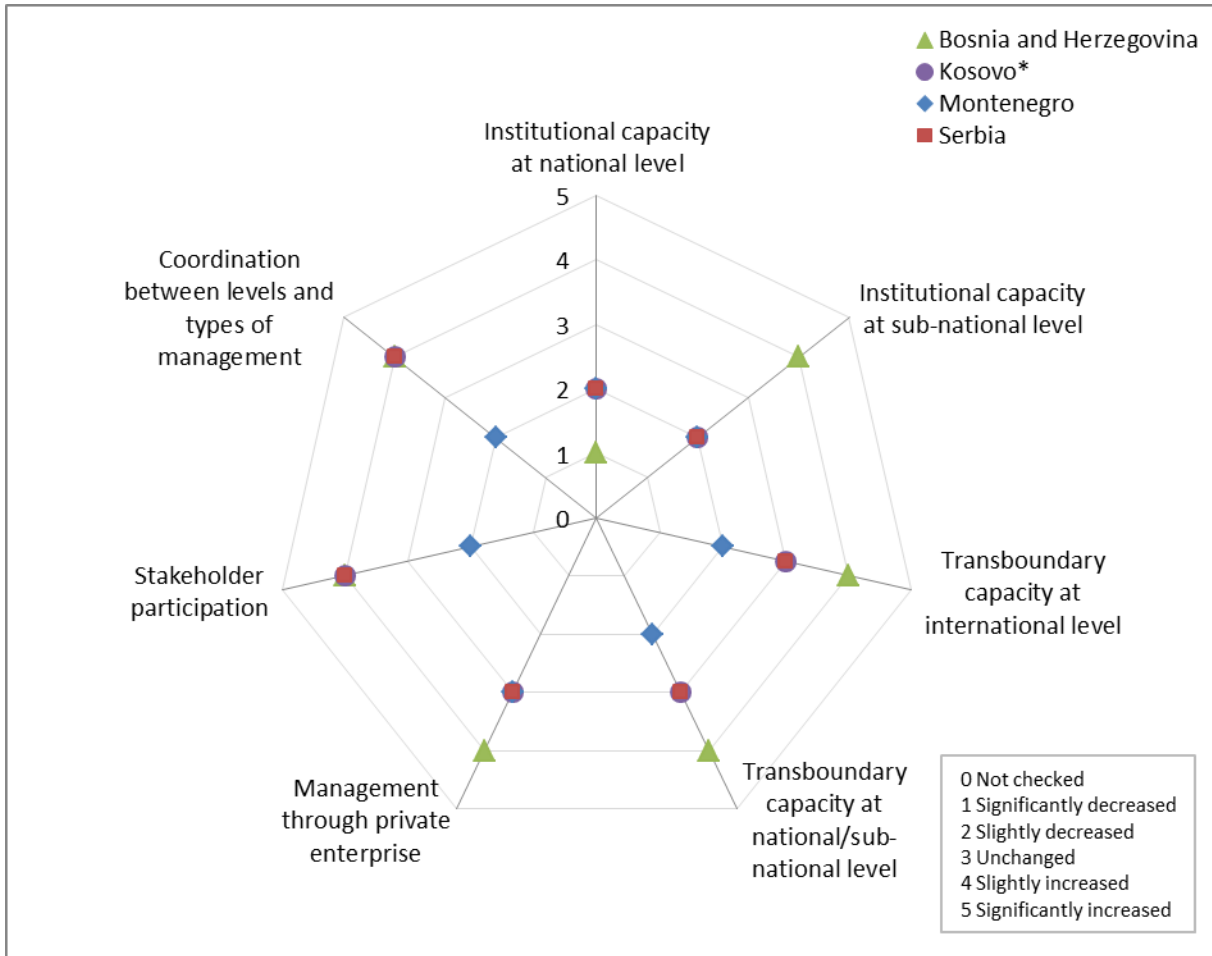 Bosnia and Herzegovina
Kosovo*
Montenegro
Serbia
Institutional capacity
at national level
5
4
3
2
1
0
Institutional capacity
at sub-national level
Transboundary
capacity at
international level
Transboundary
capacity at
national/sub-
national level
Management
through private
enterprise
Stakeholder
participation
Coordination
between levels and
types of
management
0 Not checked
1 Significantly decreased
2 Slightly decreased
3 Unchanged
4 Slightly increased
5 Significantly increased